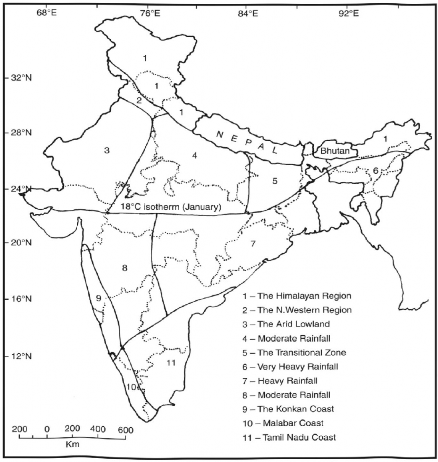 68°E 76°E 84°E 92°E
32°N
28°N
24°N
20°N
16°N
12°N
1
1
1
2
3
4
NEPAL
Bhutan
1
5
6
18°C isotherm (January)
7
8
9
10
11
1 – The Himalayan Region
2 – The N.Western Region
3 – The Arid Lowland
4 – Moderate Rainfall
5 – The Transitional Zone
6 – Very Heavy Rainfall
7 – Heavy Rainfall
8 – Moderate Rainfall
9 – The Konkan Coast
10 – Malabar Coast
11 – Tamil Nadu Coast
200 0 200 400 600
Km